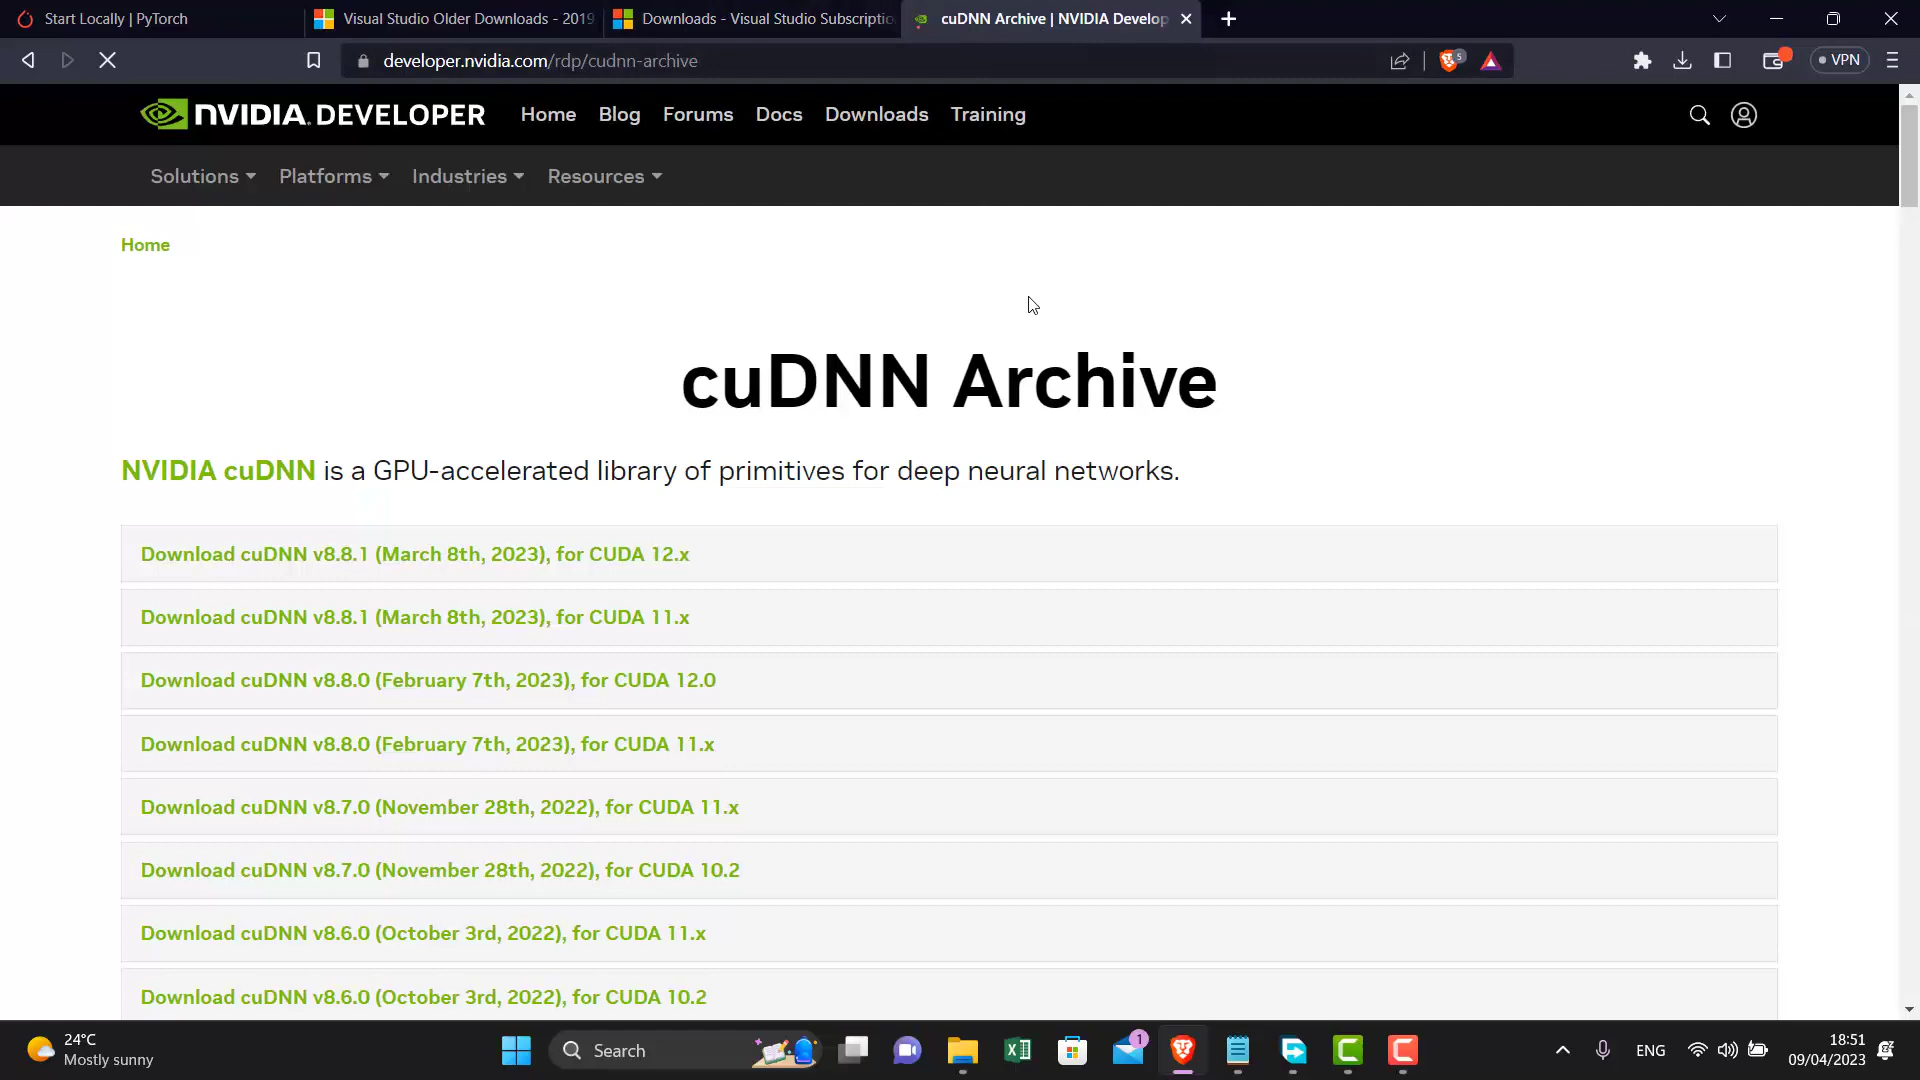 Start Locally | PyTorch
Visual Studio Older Downloads - 2019
Downloads - Visual Studio Subscriptio
cuDNN Archive | NVIDIA Develop
developer.nvidia.com/rdp/cudnn-archive
5
VPN
NVIDIA. DEVELOPER
Home Blog Forums Docs Downloads Training
Solutions Platforms Industries Resources
Home
cuDNN Archive
NVIDIA cuDNN is a GPU-accelerated library of primitives for deep neural networks.
Download cuDNN v8.8.1 (March 8th, 2023), for CUDA 12.x
Download cuDNN v8.8.1 (March 8th, 2023), for CUDA 11.x
Download cuDNN v8.8.0 (February 7th, 2023), for CUDA 12.0
Download cuDNN v8.8.0 (February 7th, 2023), for CUDA 11.x
Download cuDNN v8.7.0 (November 28th, 2022), for CUDA 11.x
Download cuDNN v8.7.0 (November 28th, 2022), for CUDA 10.2
Download cuDNN v8.6.0 (October 3rd, 2022), for CUDA 11.x
Download cuDNN v8.6.0 (October 3rd, 2022), for CUDA 10.2
24°C
Mostly sunny
Search
1
ENG
18:51
09/04/2023